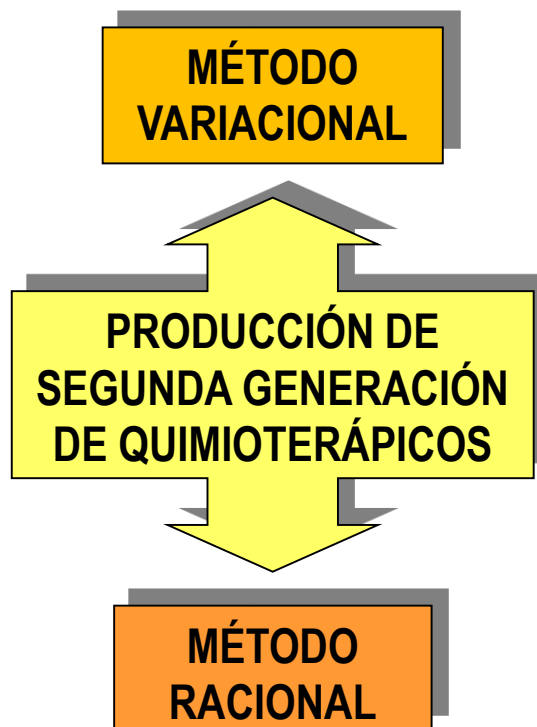 MÉTODO
VARIACIONAL
PRODUCCIÓN DE
SEGUNDA GENERACIÓN
DE QUIMIOTERÁPICOS
MÉTODO
RACIONAL